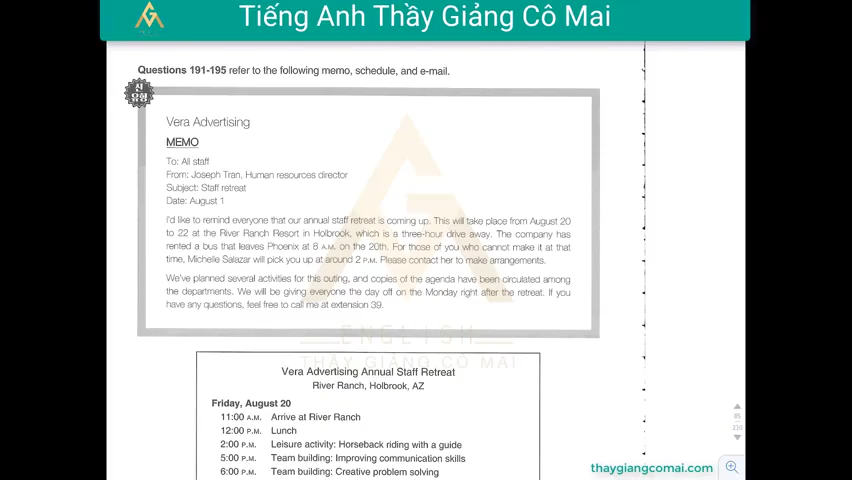 Tiếng Anh Thầy Giảng Cô Mai
Questions 191-195 refer to the following memo, schedule, and e-mail.
Vera Advertising
MEMO
To: All staff
From: Joseph Tran, Human resources director
Subject: Staff retreat
Date: August 1
I'd like to remind everyone that our annual staff retreat is coming up. This will take place from August 20
to 22 at the River Ranch Resort in Holbrook, which is a three-hour drive away. The company has
rented a bus that leaves Phoenix at 8 A.M. on the 20th. For those of you who cannot make it at that
time, Michelle Salazar will pick you up at around 2 P.M. Please contact her to make arrangements.
We've planned several activities for this outing, and copies of the agenda have been circulated among
the departments. We will be giving everyone the day off on the Monday right after the retreat. If you
have any questions, feel free to call me at extension 39.
ENGLISH
THẦY GIẢNG CÔ MAI
Vera Advertising Annual Staff Retreat
River Ranch, Holbrook, AZ
Friday, August 20
11:00 A.M. Arrive at River Ranch
12:00 P.M. Lunch
2:00 P.M. Leisure activity: Horseback riding with a guide
5:00 P.M. Team building: Improving communication skills
6:00 P.M. Team building: Creative problem solving
85
210
thaygiangcomai.com